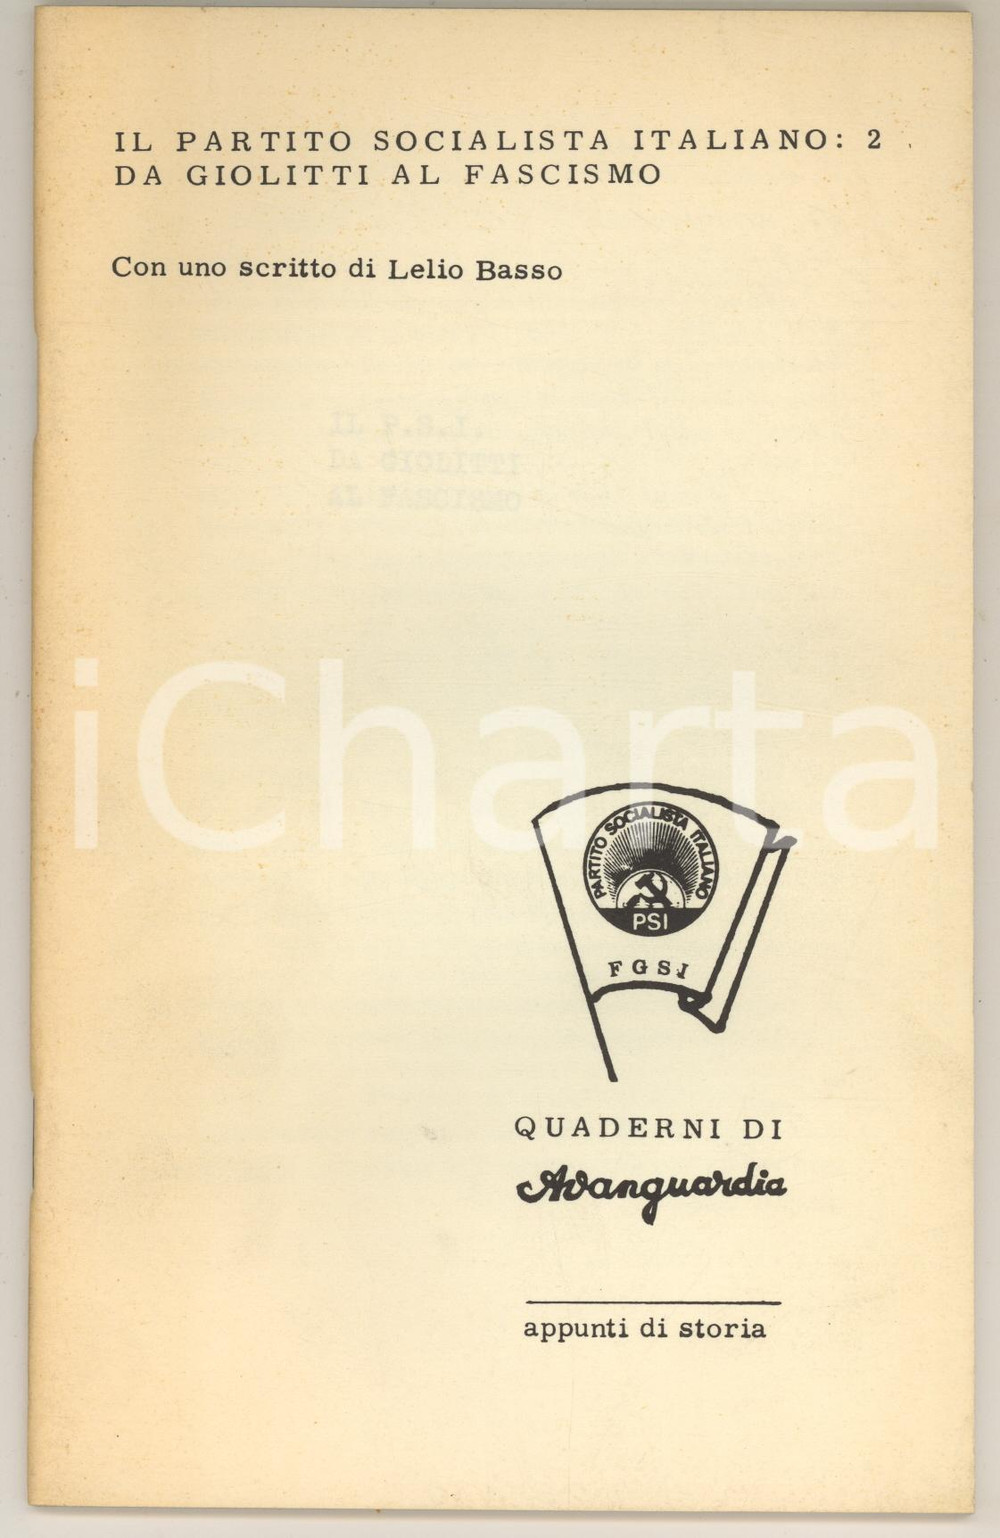 IL PARTITO SOCIALISTA ITALIANO: 2
DA GIOLITTI AL FASCISMO
Con uno scritto di Lelio Basso
IL P.S.I.
DA GIOLITTI
AL FASCISMO
iCharta
PARTITO SOCIALISTA ITALIANO
PSI
FGSI
QUADERNI DI
Avanguardia
appunti di storia